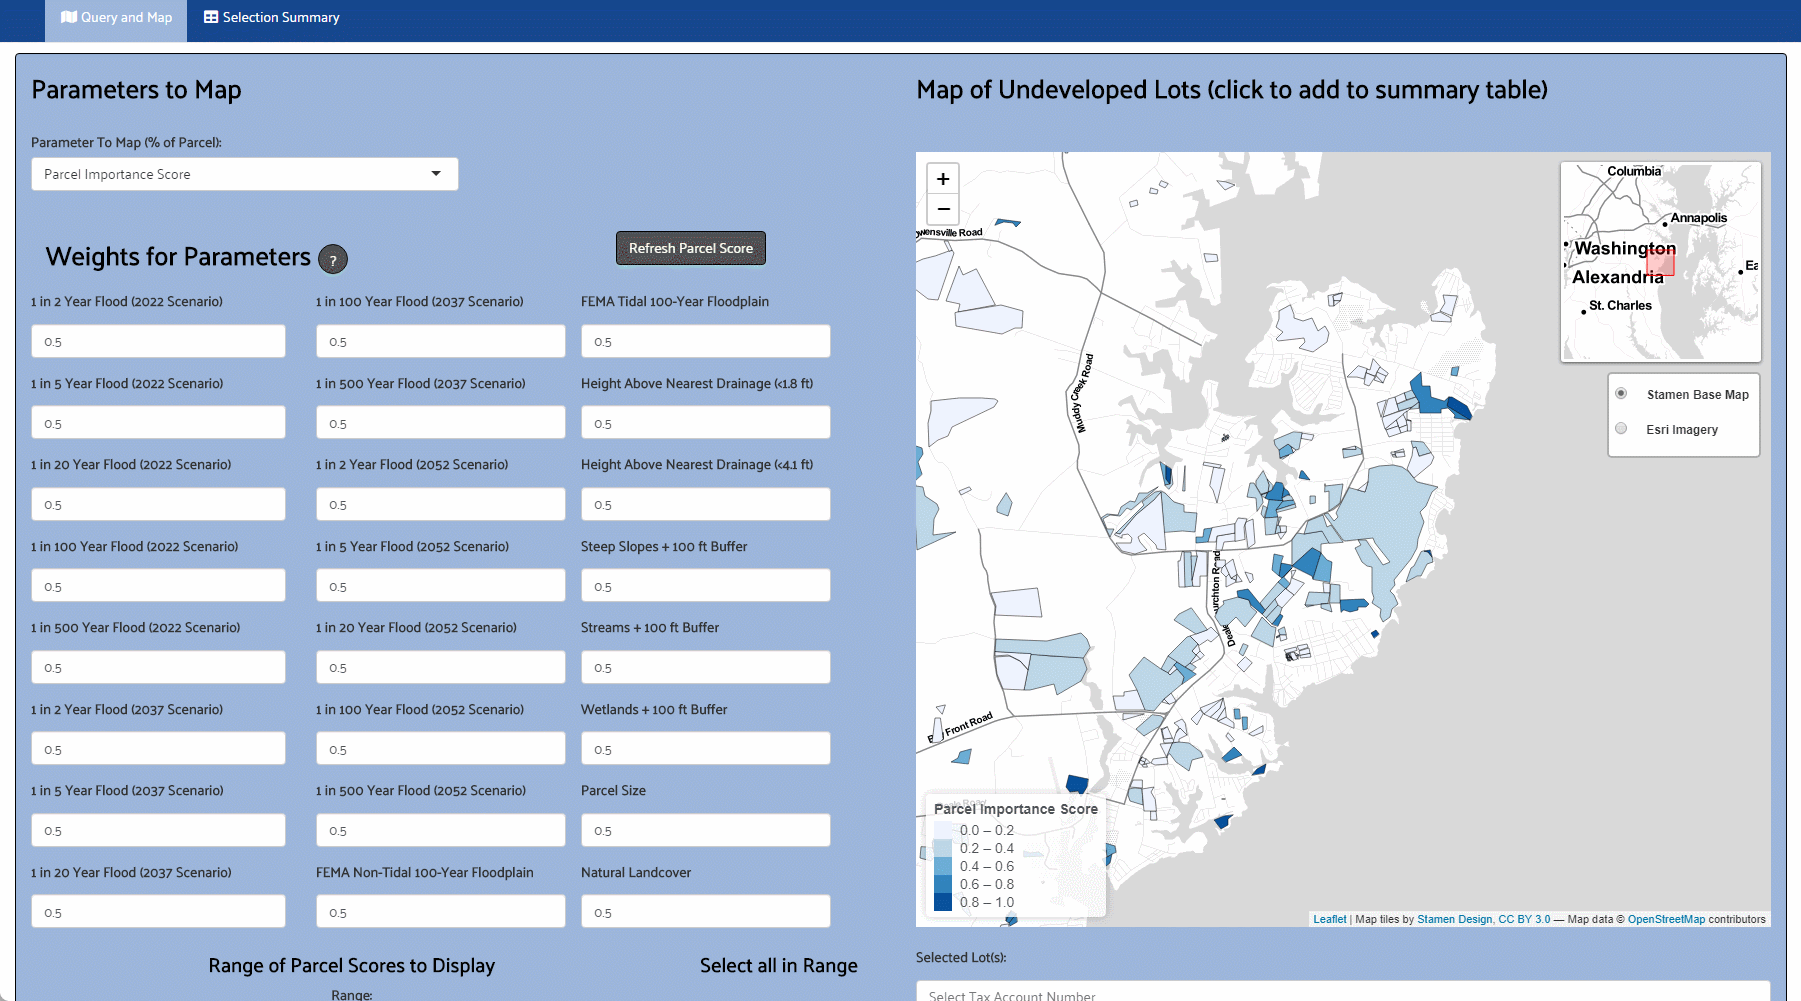 Query and Map
Selection Summary
Parameters to Map
Parameter To Map (% of Parcel):
Parcel Importance Score
Weights for Parameters ?
Refresh Parcel Score
1 in 2 Year Flood (2022 Scenario)
0.5
1 in 5 Year Flood (2022 Scenario)
0.5
1 in 20 Year Flood (2022 Scenario)
0.5
1 in 100 Year Flood (2022 Scenario)
0.5
1 in 500 Year Flood (2022 Scenario)
0.5
1 in 2 Year Flood (2037 Scenario)
0.5
1 in 5 Year Flood (2037 Scenario)
0.5
1 in 20 Year Flood (2037 Scenario)
0.5
1 in 100 Year Flood (2037 Scenario)
0.5
1 in 500 Year Flood (2037 Scenario)
0.5
1 in 2 Year Flood (2052 Scenario)
0.5
1 in 5 Year Flood (2052 Scenario)
0.5
1 in 20 Year Flood (2052 Scenario)
0.5
1 in 100 Year Flood (2052 Scenario)
0.5
1 in 500 Year Flood (2052 Scenario)
0.5
FEMA Non-Tidal 100-Year Floodplain
0.5
FEMA Tidal 100-Year Floodplain
0.5
Height Above Nearest Drainage (<1.8 ft)
0.5
Height Above Nearest Drainage (<4.1 ft)
0.5
Steep Slopes + 100 ft Buffer
0.5
Streams + 100 ft Buffer
0.5
Wetlands + 100 ft Buffer
0.5
Parcel Size
0.5
Natural Landcover
0.5
Range of Parcel Scores to Display
Range:
Select all in Range
Map of Undeveloped Lots (click to add to summary table)
+
−
wensville Road
Muddy Creek Road
urchton Road
Deale
Front Road
Columbia
Annapolis
Washington
Alexandria
Ea
St. Charles
Stamen Base Map
Esri Imagery
Parcel Importance Score
0.0 – 0.2
0.2 – 0.4
0.4 – 0.6
0.6 – 0.8
0.8 – 1.0
Leaflet | Map tiles by Stamen Design, CC BY 3.0 — Map data © OpenStreetMap contributors
Selected Lot(s):
Select Tax Account Number